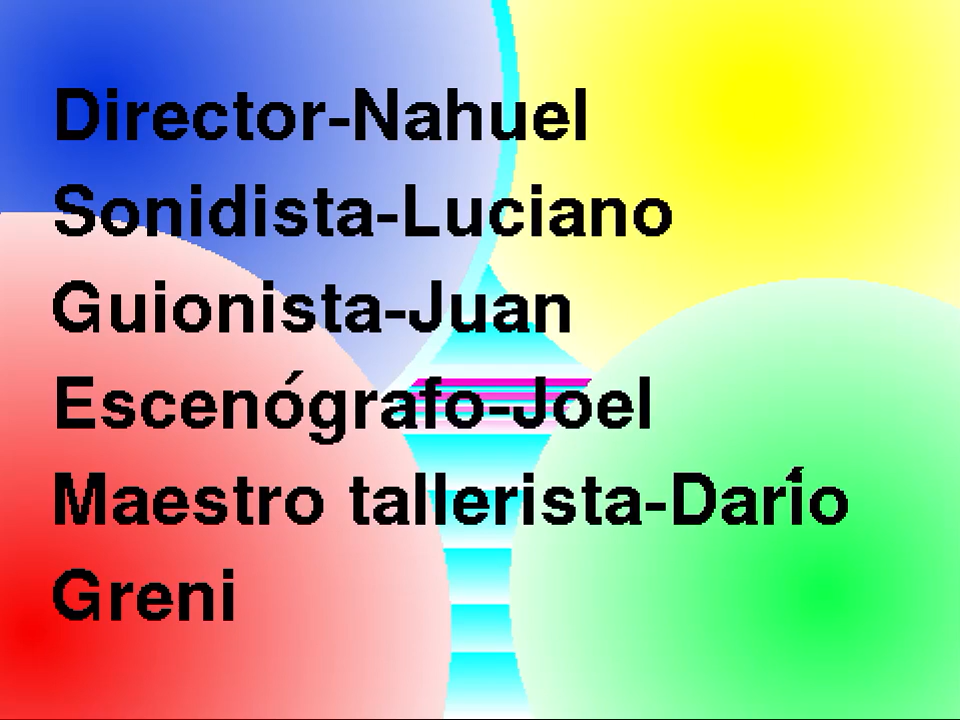 Director-Nahuel
Sonidista-Luciano
Guionista-Juan
Escenógrafo-Joel
Maestro tallerista-Darío
Greni